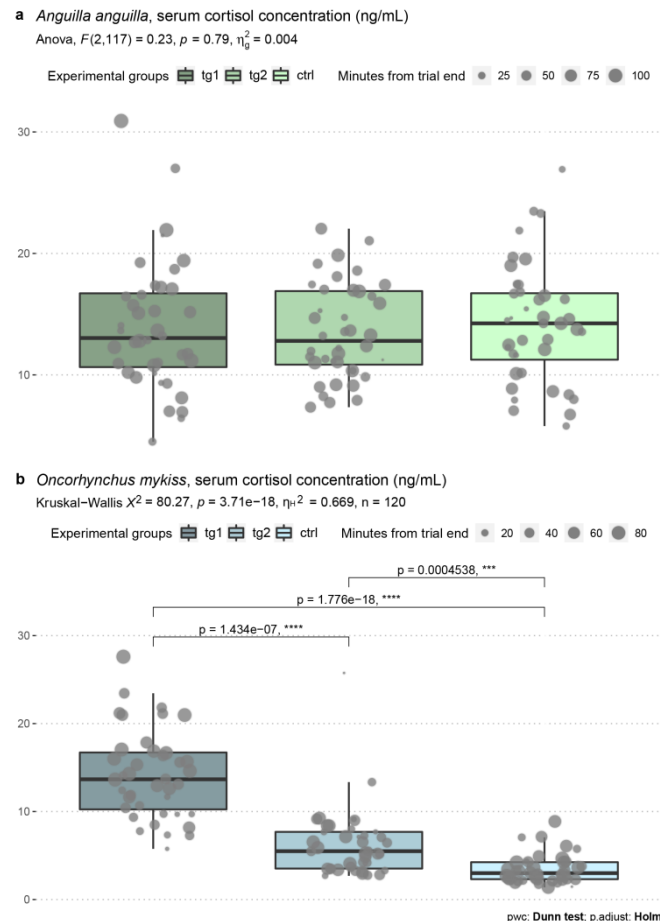 a Anguilla anguilla, serum cortisol concentration (ng/mL)
Anova, F(2,117) = 0.23, p = 0.79, η²g = 0.004
Experimental groups tg1 tg2 ctrl Minutes from trial end 25 50 75 100
30
20
10
b Oncorhynchus mykiss, serum cortisol concentration (ng/mL)
Kruskal−Wallis X² = 80.27, p = 3.71e−18, ηH² = 0.669, n = 120
Experimental groups tg1 tg2 ctrl Minutes from trial end 20 40 60 80
p = 0.0004538, ***
p = 1.776e−18, ****
p = 1.434e−07, ****
30
20
10
0
pwc: Dunn test; p.adjust: Holm